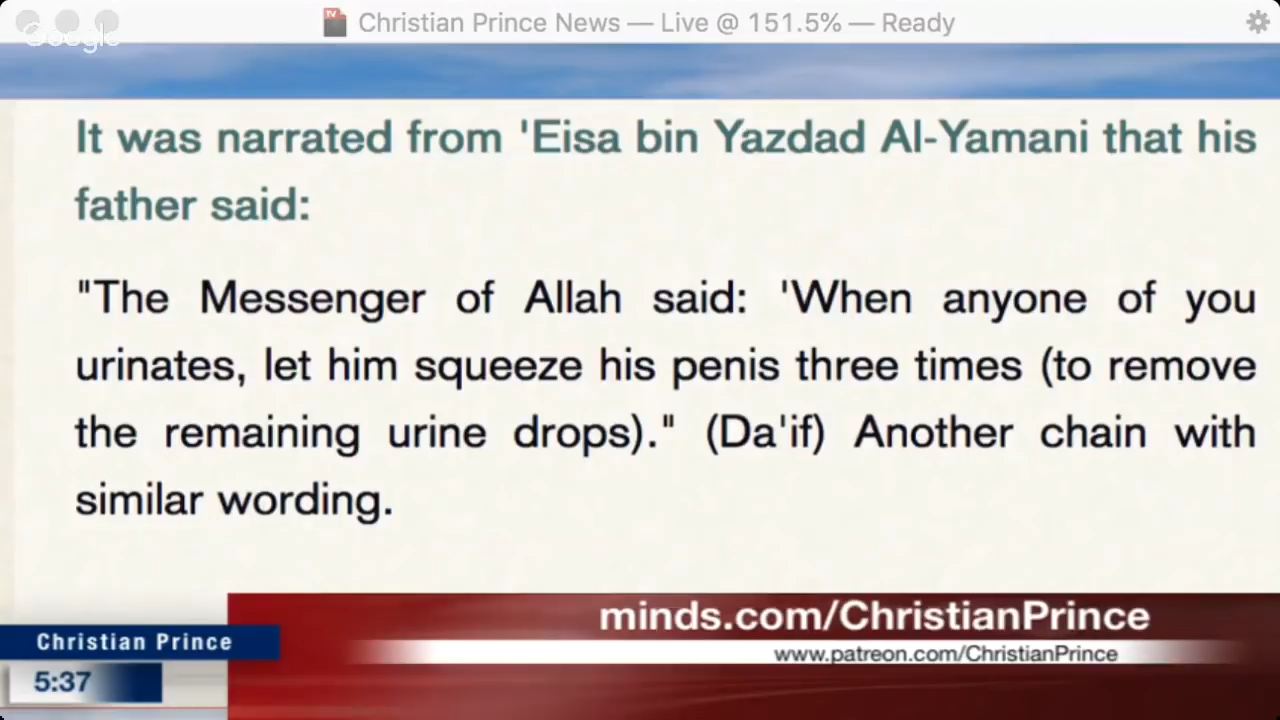 Christian Prince News — Live @ 151.5% — Ready
Google
It was narrated from 'Eisa bin Yazdad Al-Yamani that his
father said:
"The Messenger of Allah said: 'When anyone of you
urinates, let him squeeze his penis three times (to remove
the remaining urine drops)." (Da'if) Another chain with
similar wording.
minds.com/ChristianPrince
Christian Prince
www.patreon.com/ChristianPrince
5:37